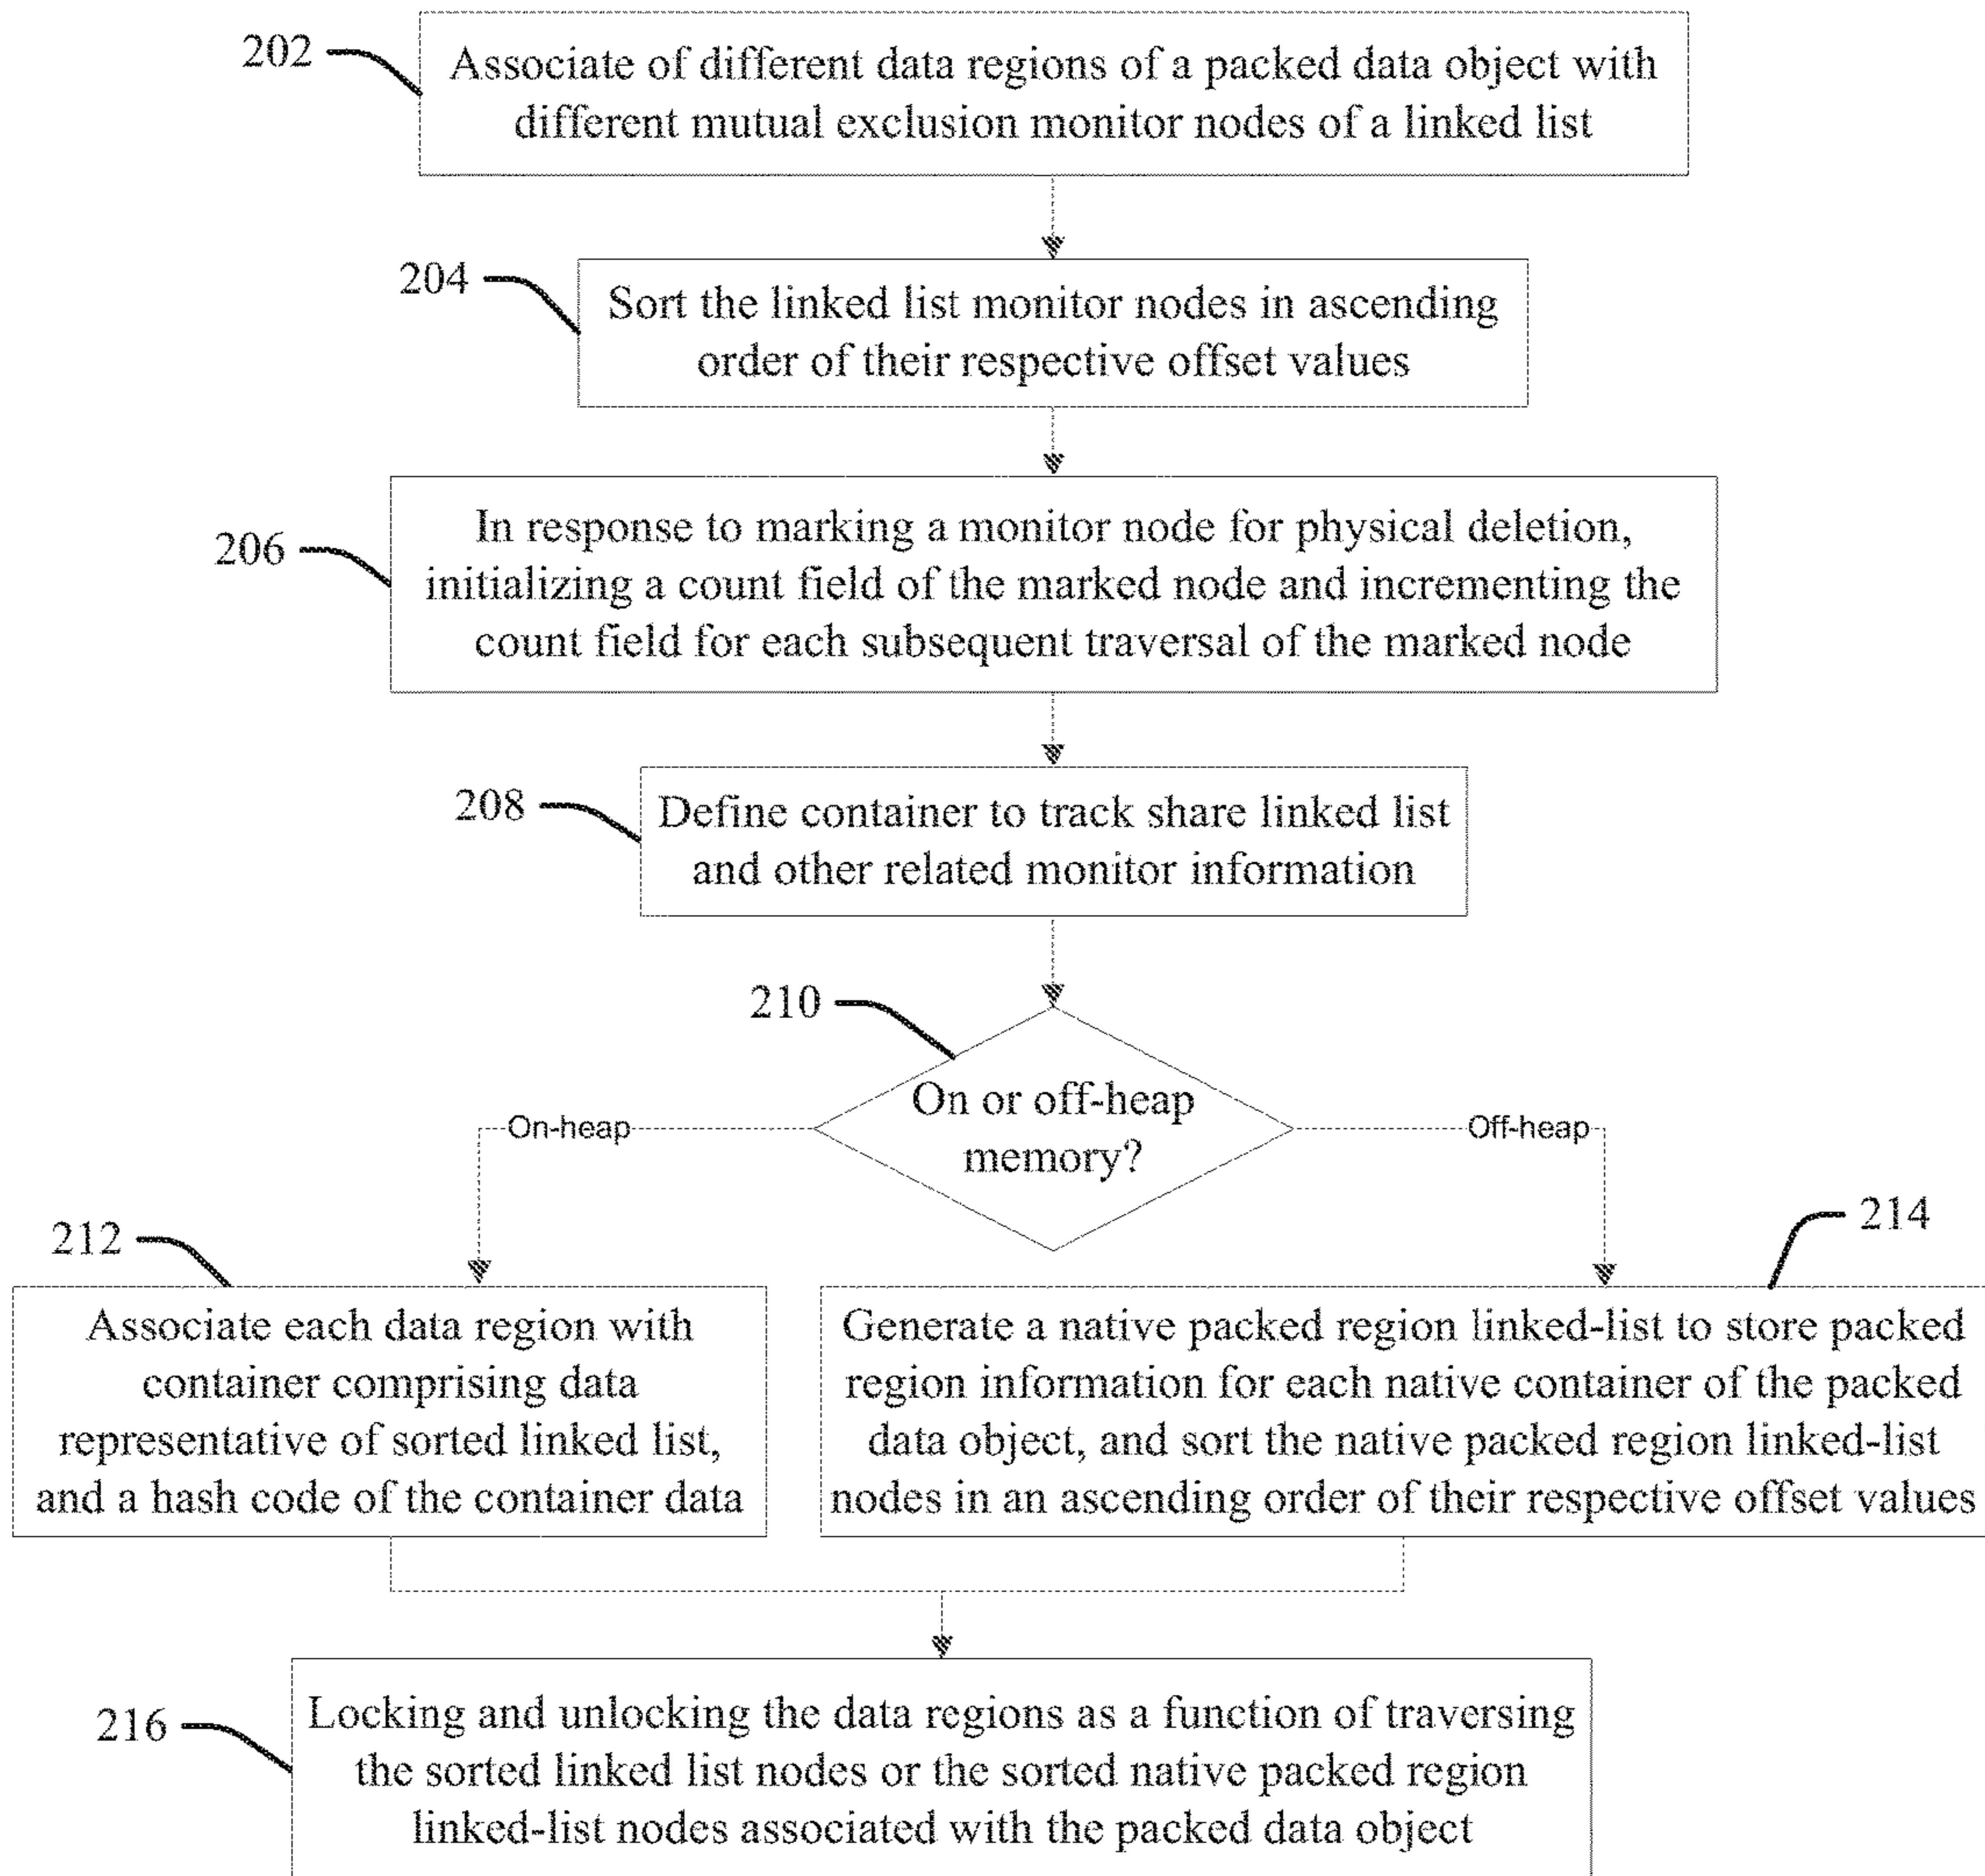 202
Associate of different data regions of a packed data object with
different mutual exclusion monitor nodes of a linked list
204
Sort the linked list monitor nodes in ascending
order of their respective offset values
206
In response to marking a monitor node for physical deletion,
initializing a count field of the marked node and incrementing the
count field for each subsequent traversal of the marked node
208
Define container to track share linked list
and other related monitor information
210
On or off-heap
memory?
On-heap
Off-heap
212
Associate each data region with
container comprising data
representative of sorted linked list,
and a hash code of the container data
214
Generate a native packed region linked-list to store packed
region information for each native container of the packed
data object, and sort the native packed region linked-list
nodes in an ascending order of their respective offset values
216
Locking and unlocking the data regions as a function of traversing
the sorted linked list nodes or the sorted native packed region
linked-list nodes associated with the packed data object